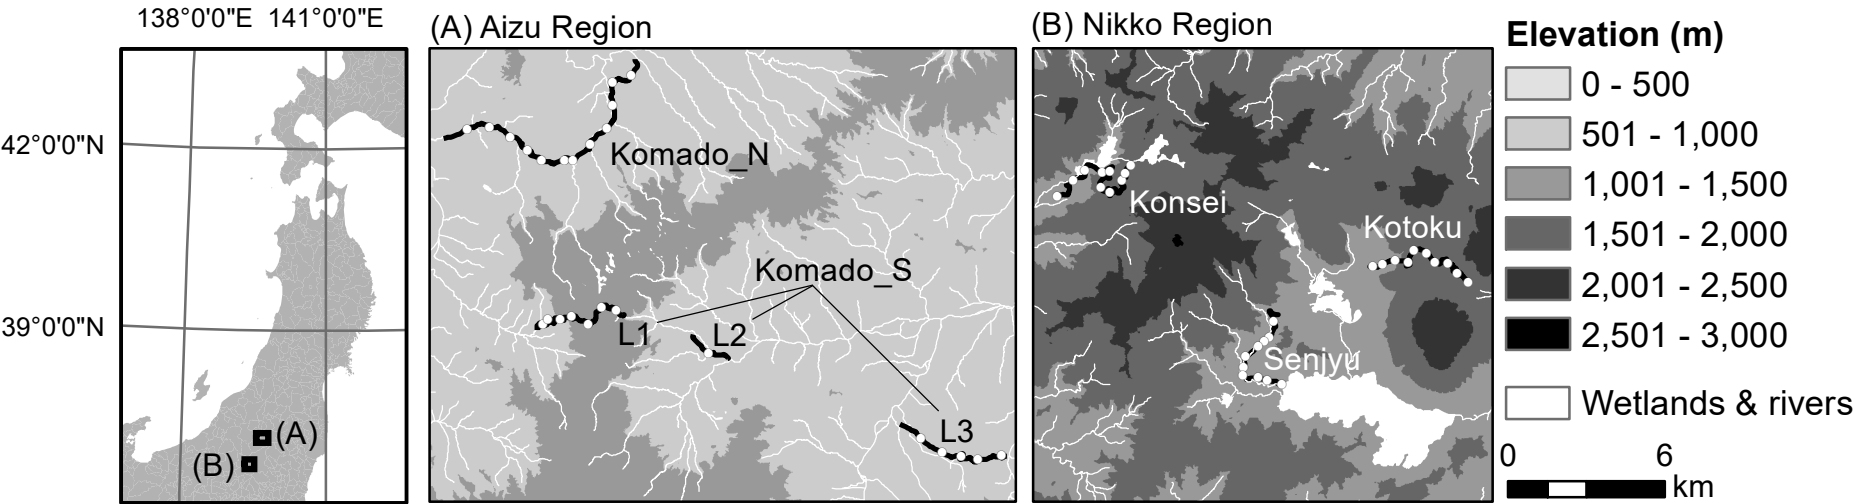 138°0'0"E 141°0'0"E
42°0'0"N
39°0'0"N
(A)
(B)
(A) Aizu Region
Komado_N
Komado_S
L1
L2
L3
(B) Nikko Region
Konsei
Kotoku
Senjyu
Elevation (m)
0 - 500
501 - 1,000
1,001 - 1,500
1,501 - 2,000
2,001 - 2,500
2,501 - 3,000
Wetlands & rivers
0 6
km